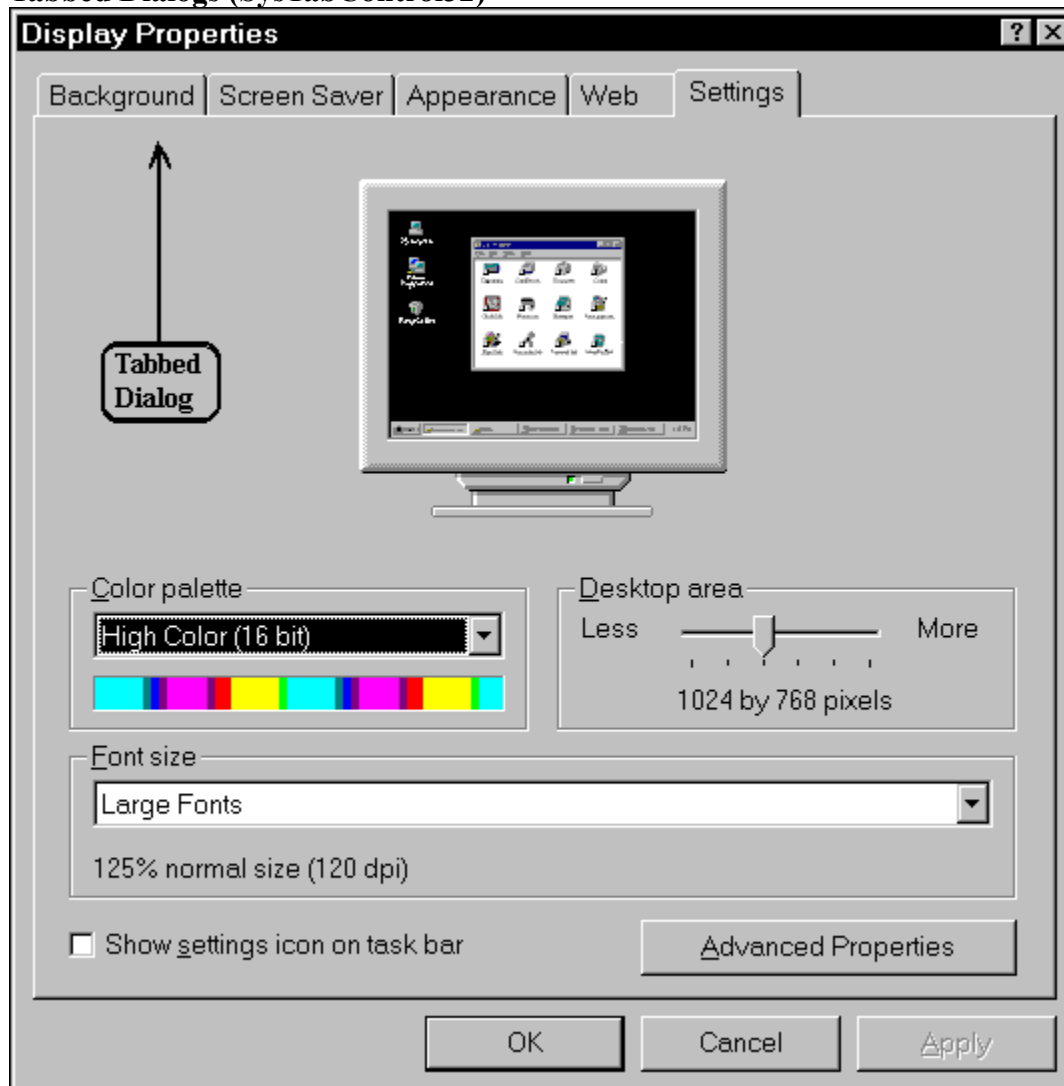 Tabbed Dialogs (SysTabControl32)
Display Properties
Background Screen Saver Appearance Web Settings
Tabbed
Dialog
Color palette
Desktop area
High Color (16 bit)
Less More
1024 by 768 pixels
Font size
Large Fonts
125% normal size (120 dpi)
Show settings icon on task bar
Advanced Properties
OK Cancel Apply